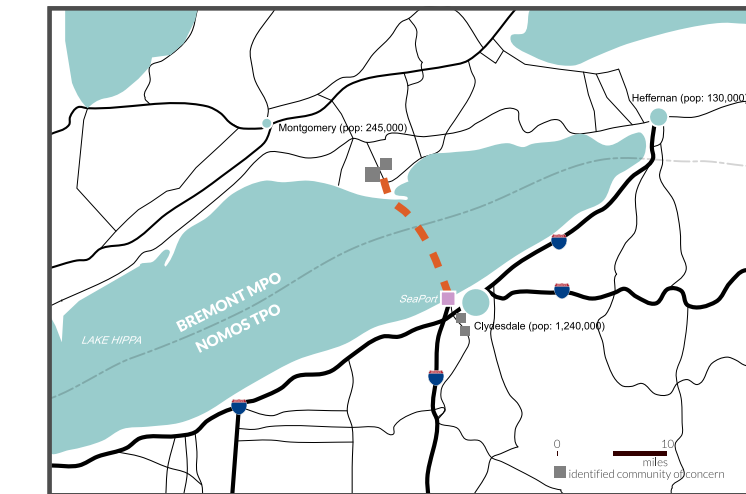 Heffernan (pop: 130,000)
Montgomery (pop: 245,000)
BREMONT MPO
NOMOS TPO
SeaPort
LAKE HIPPA
Clydesdale (pop: 1,240,000)
0 10
miles
identified community of concern